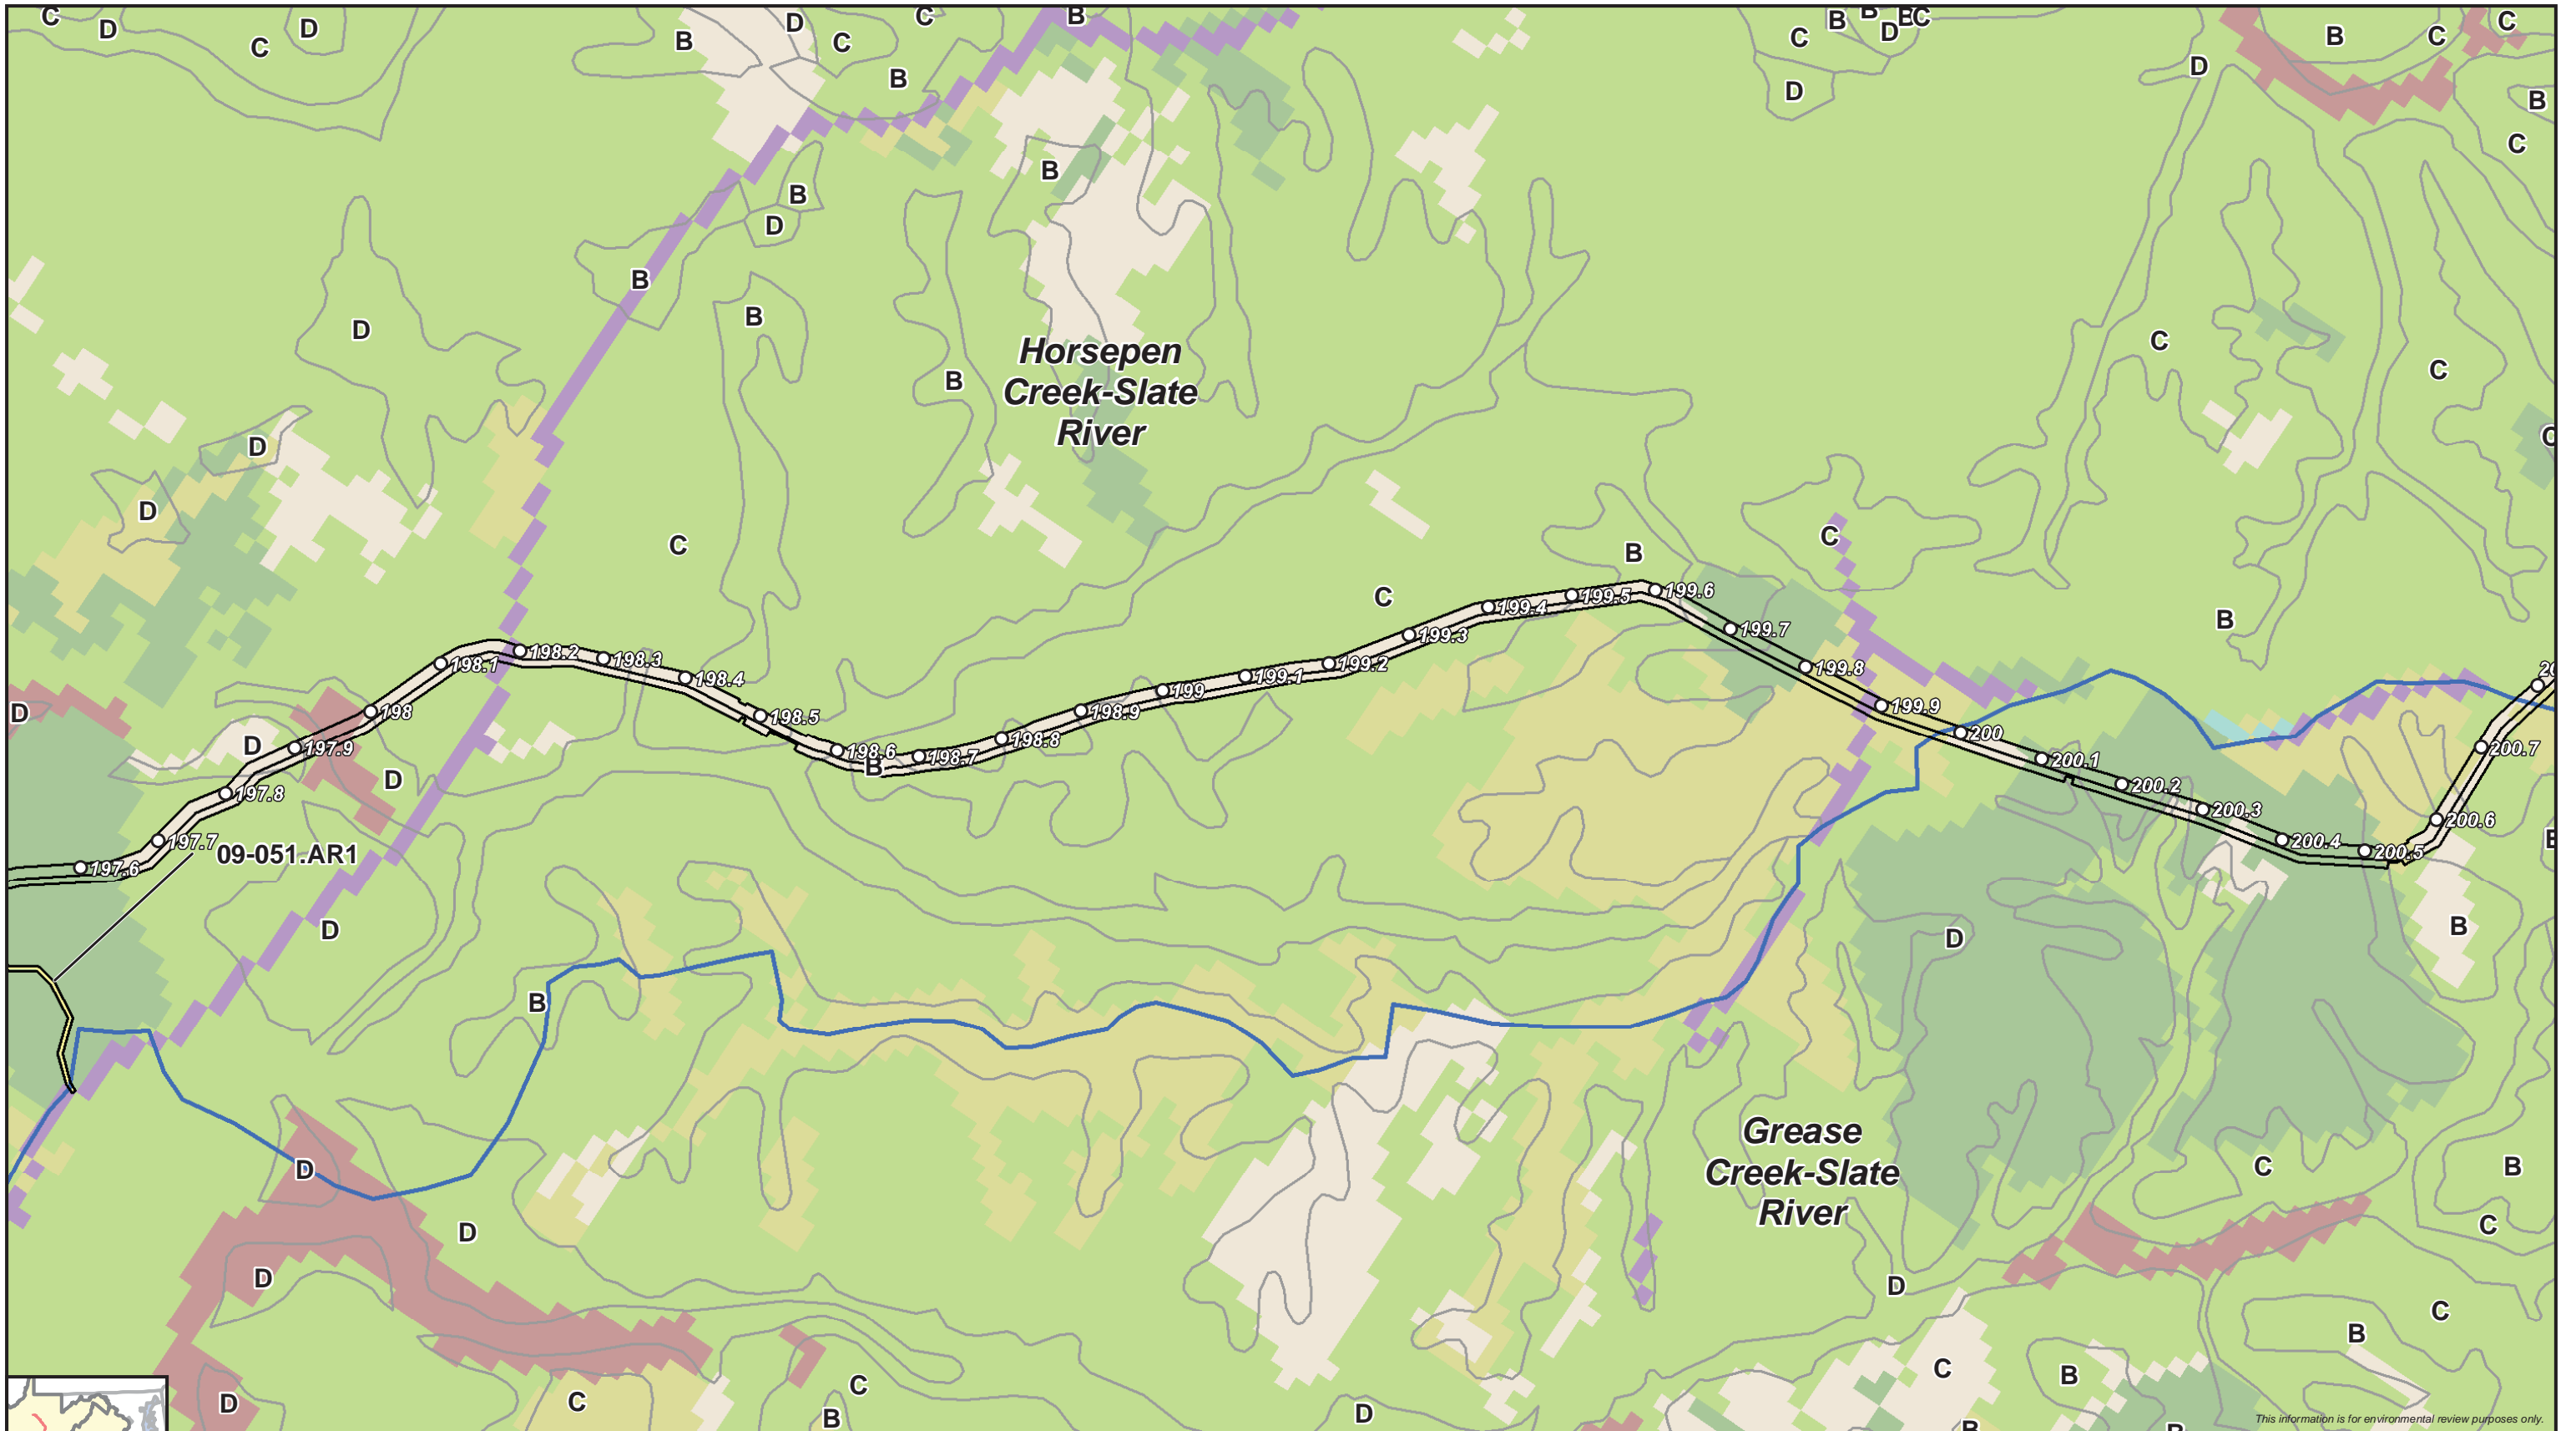 C
D
C
D
B
D
C
C
B
B
C
B
B
B
C
D
D
B
C
C
D
B
C
B
B
D
B
D
B
B
D
C
C
Horsepen
Creek-Slate
River
B
D
C
D
C
C
B
C
B
199.6
199.5
199.4
199.3
199.7
198.2
198.3
198.1
198.4
199.2
199.1
199
199.8
199.9
D
198
198.5
198.9
198.8
D
197.9
198.6
198.7
B
200
200.1
200.7
D
197.8
200.2
200.3
200.6
197.7
09-051.AR1
200.4
200.5
197.6
D
D
B
B
Grease
Creek-Slate
River
D
C
B
D
C
D
D
C
B
C
B
C
D
C
B
D
B
This information is for environmental review purposes only.